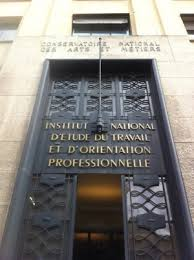 CONSERVATOIRE NATIONAL
DES ARTS ET MÉTIERS
INSTITUT NATIONAL
D'ÉTUDE DU TRAVAIL
ET D'ORIENTATION
PROFESSIONNELLE